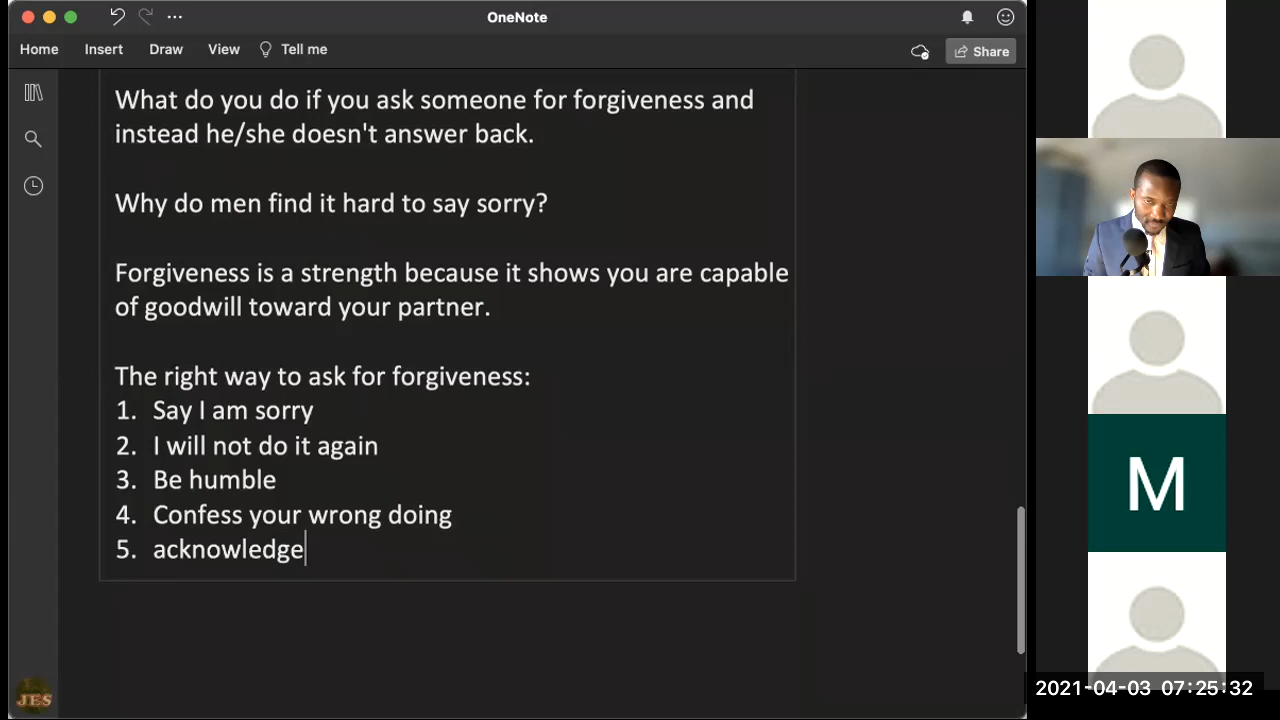 OneNote
Home Insert Draw View Tell me
Share
What do you do if you ask someone for forgiveness and
instead he/she doesn't answer back.
Why do men find it hard to say sorry?
Forgiveness is a strength because it shows you are capable
of goodwill toward your partner.
The right way to ask for forgiveness:
1. Say I am sorry
2. I will not do it again
3. Be humble
4. Confess your wrong doing
5. acknowledge
M
JES
2021-04-03 07:25:32